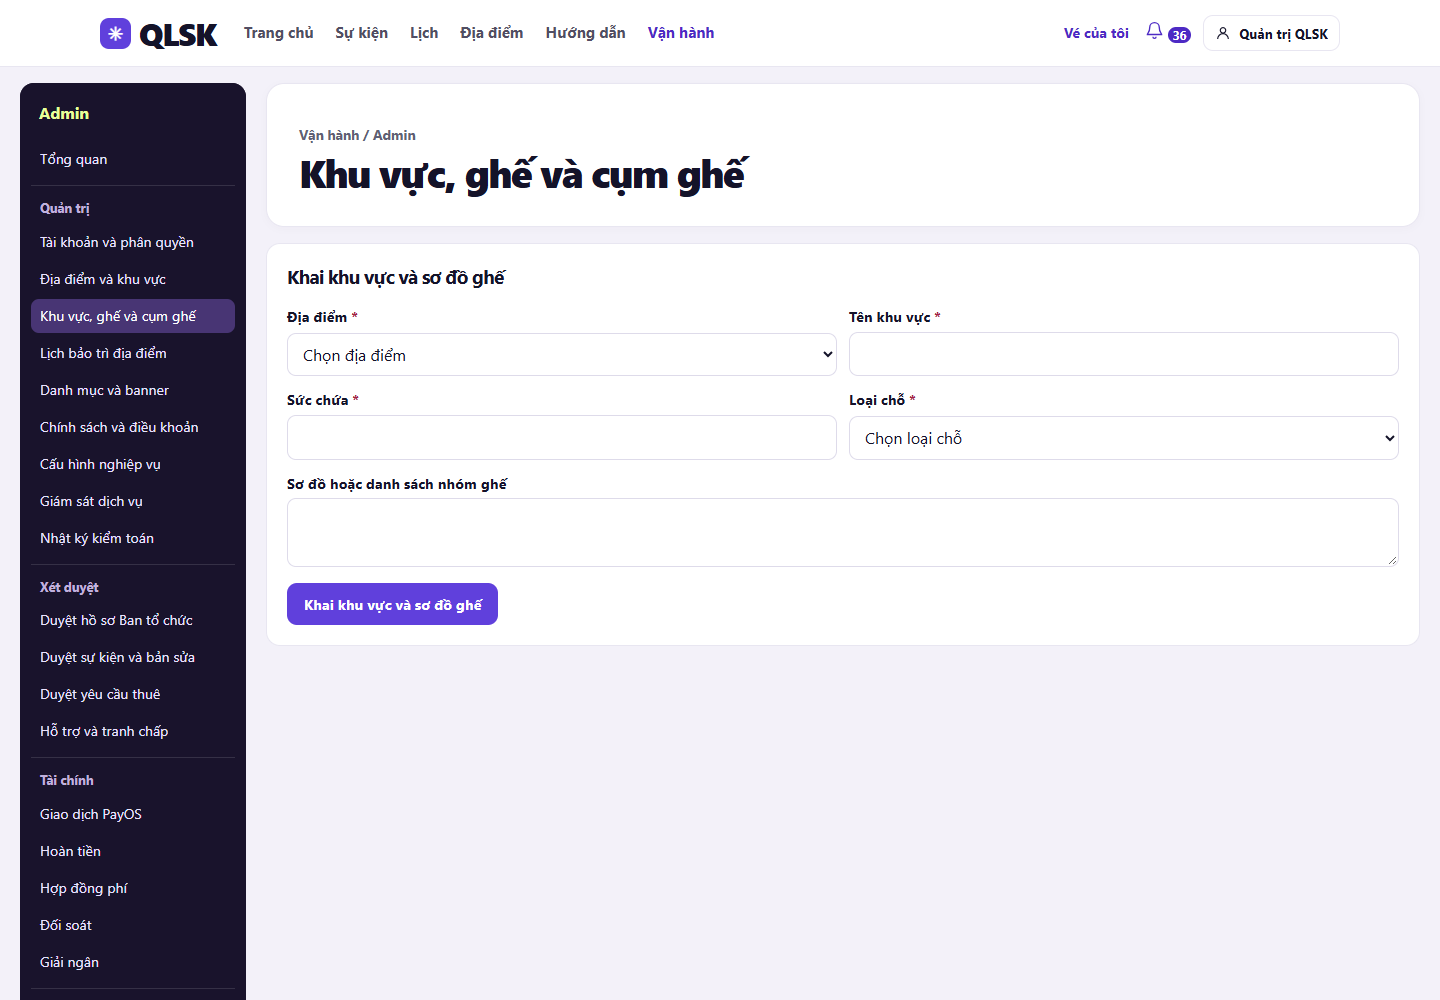 QLSK
Trang chủ
Sự kiện
Lịch
Địa điểm
Hướng dẫn
Vận hành
Vé của tôi
36
Quản trị QLSK
Admin
Tổng quan
Quản trị
Tài khoản và phân quyền
Địa điểm và khu vực
Khu vực, ghế và cụm ghế
Lịch bảo trì địa điểm
Danh mục và banner
Chính sách và điều khoản
Cấu hình nghiệp vụ
Giám sát dịch vụ
Nhật ký kiểm toán
Xét duyệt
Duyệt hồ sơ Ban tổ chức
Duyệt sự kiện và bản sửa
Duyệt yêu cầu thuê
Hỗ trợ và tranh chấp
Tài chính
Giao dịch PayOS
Hoàn tiền
Hợp đồng phí
Đối soát
Giải ngân
Vận hành / Admin
Khu vực, ghế và cụm ghế
Khai khu vực và sơ đồ ghế
Địa điểm *
Chọn địa điểm
Tên khu vực *
Sức chứa *
Loại chỗ *
Chọn loại chỗ
Sơ đồ hoặc danh sách nhóm ghế
Khai khu vực và sơ đồ ghế